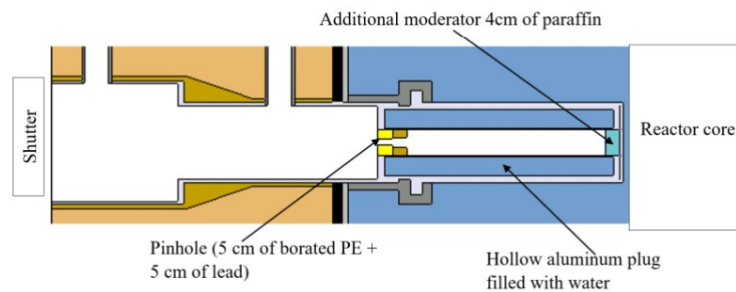 Additional moderator 4cm of paraffin
Shutter
Reactor core
Pinhole (5 cm of borated PE +
5 cm of lead)
Hollow aluminum plug
filled with water